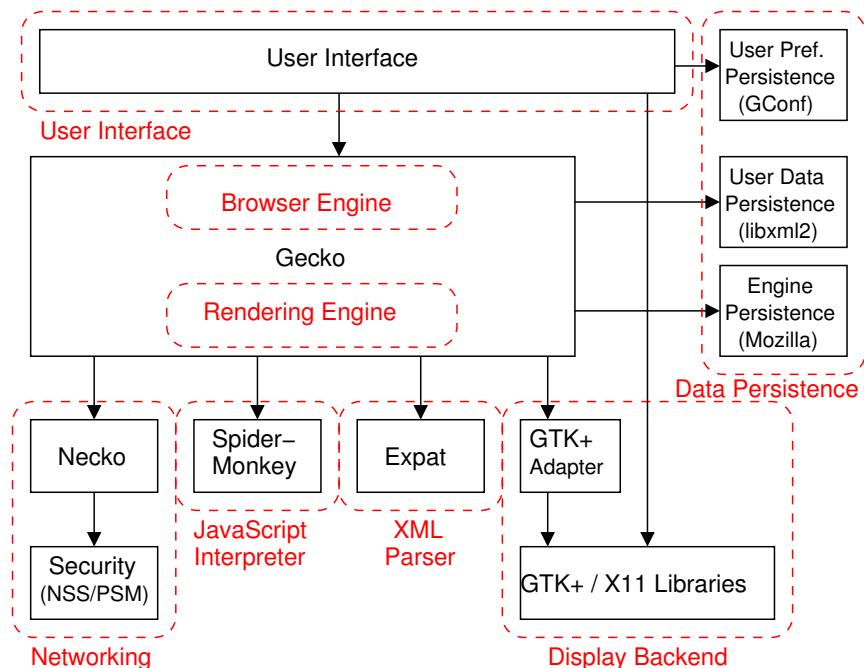 User Interface
User Pref.
Persistence
(GConf)
User Interface
Browser Engine
User Data
Persistence
(libxml2)
Gecko
Rendering Engine
Engine
Persistence
(Mozilla)
Data Persistence
Necko
Spider–
Monkey
Expat
GTK+
Adapter
JavaScript
Interpreter
XML
Parser
Security
(NSS/PSM)
GTK+ / X11 Libraries
Networking
Display Backend